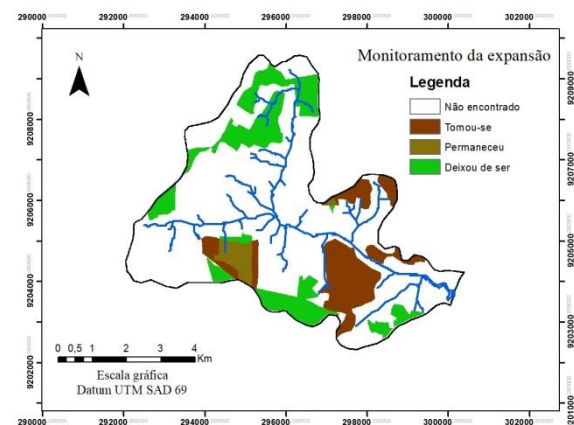 290000 292000 294000 296000 298000 300000 302000
Monitoramento da expansão
N
Legenda
Não encontrado
Tornou-se
Permaneceu
Deixou de ser
9208000
9206000
9204000
9202000
9209000
9207000
9205000
9203000
9201000
0 0,5 1 2 3 4
Km
Escala gráfica
Datum UTM SAD 69
290000 292000 294000 296000 298000 300000 302000